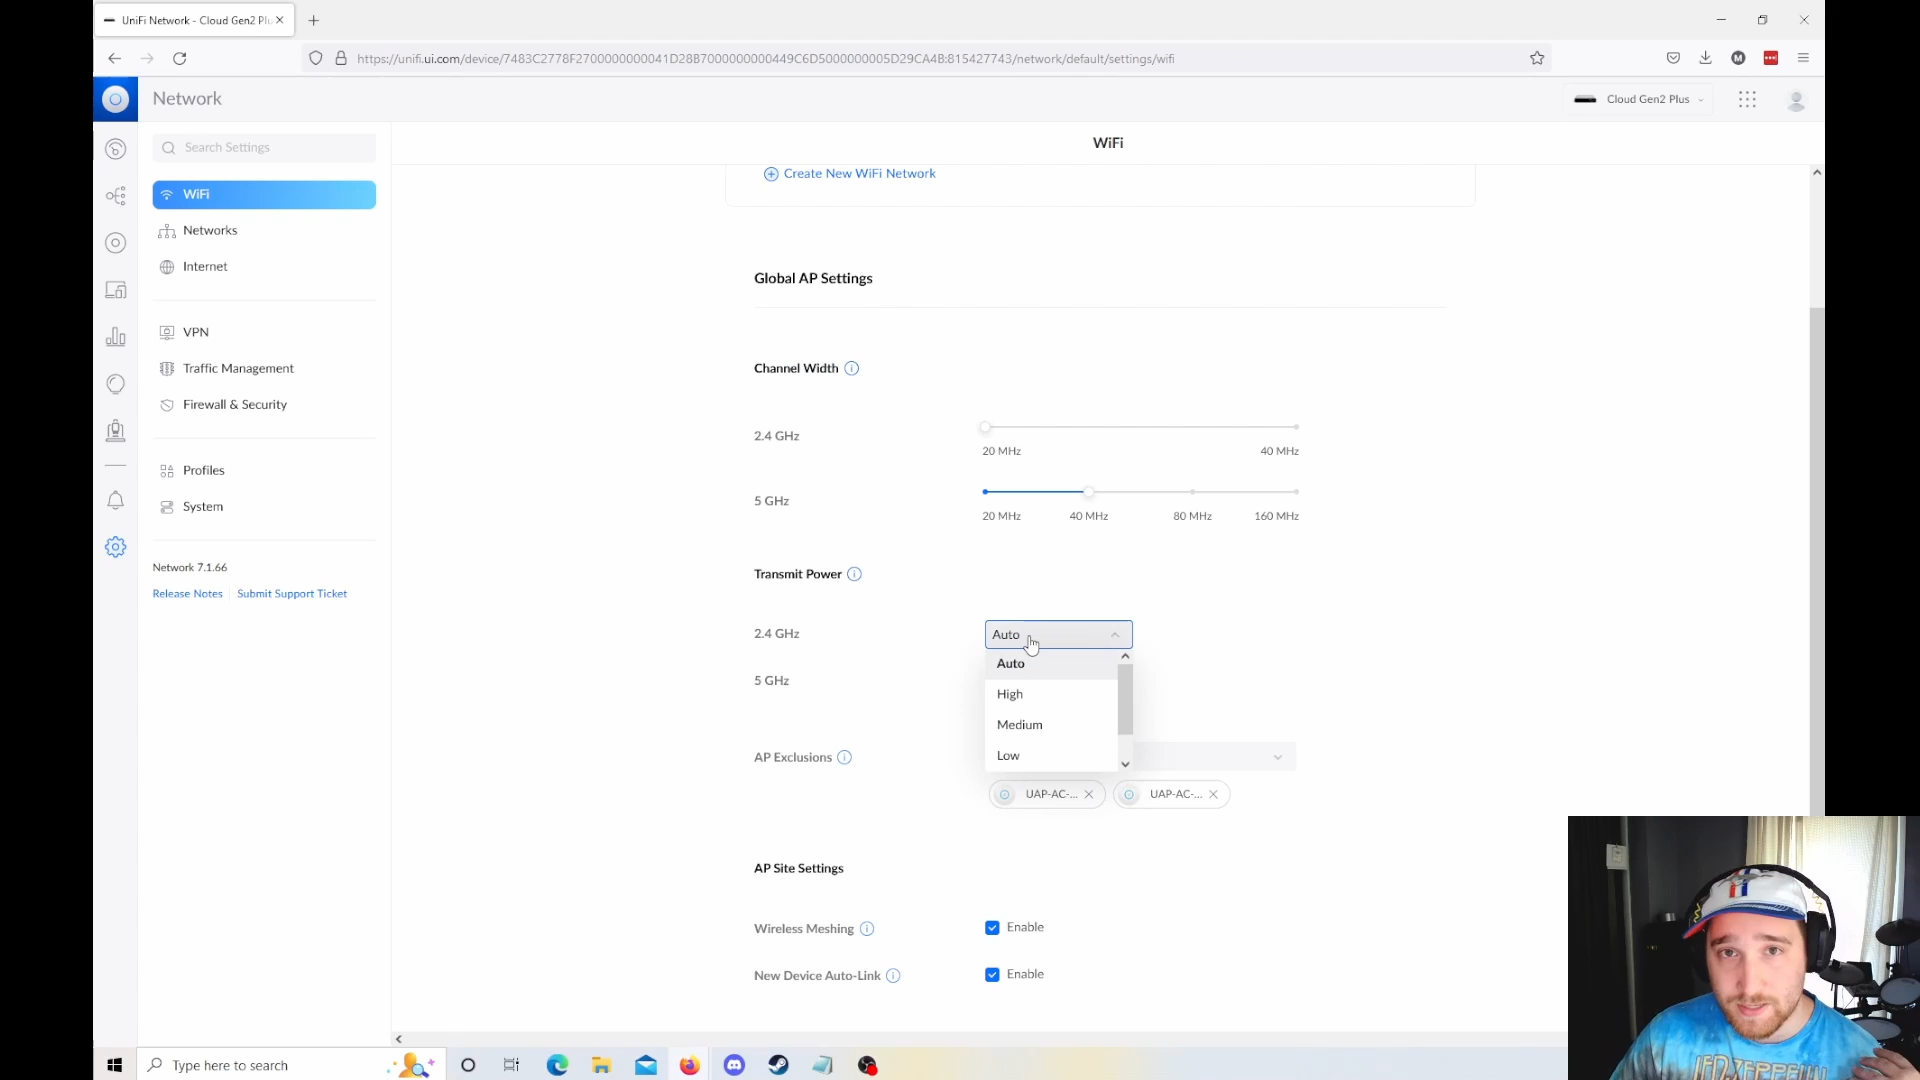 UniFi Network - Cloud Gen2 Plu
https://unifi.ui.com/device/7483C2778F2700000000041D28B7000000000449C6D5000000005D29CA4B:815427743/network/default/settings/wifi
Network
Cloud Gen2 Plus
Search Settings
WiFi
Networks
Internet
VPN
Traffic Management
Firewall & Security
Profiles
System
Network 7.1.66
Release Notes
Submit Support Ticket
WiFi
Create New WiFi Network
Global AP Settings
Channel Width
2.4 GHz
20 MHz 40 MHz
5 GHz
20 MHz 40 MHz 80 MHz 160 MHz
Transmit Power
2.4 GHz
Auto
Auto
High
Medium
Low
5 GHz
AP Exclusions
UAP-AC-... UAP-AC-...
AP Site Settings
Wireless Meshing
Enable
New Device Auto-Link
Enable
Type here to search
LED ZEPPELIN